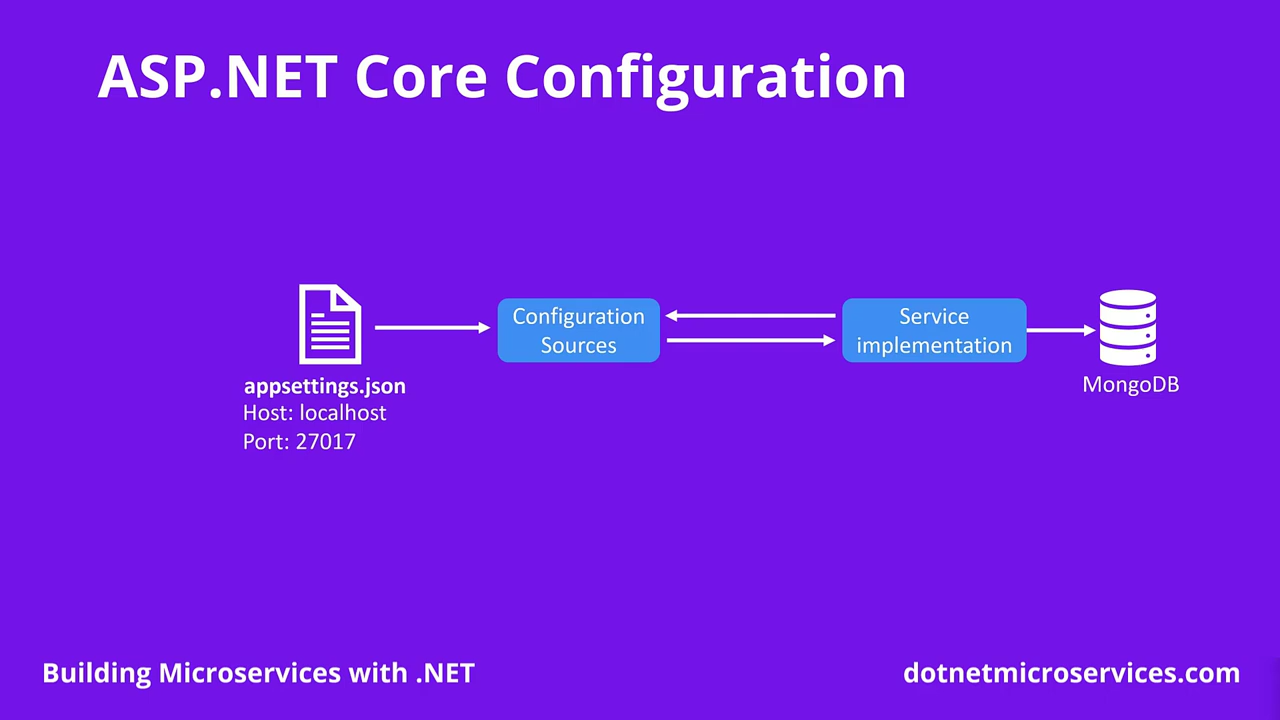 ASP.NET Core Configuration
appsettings.json
Host: localhost
Port: 27017
Configuration
Sources
Service
implementation
MongoDB
Building Microservices with .NET
dotnetmicroservices.com